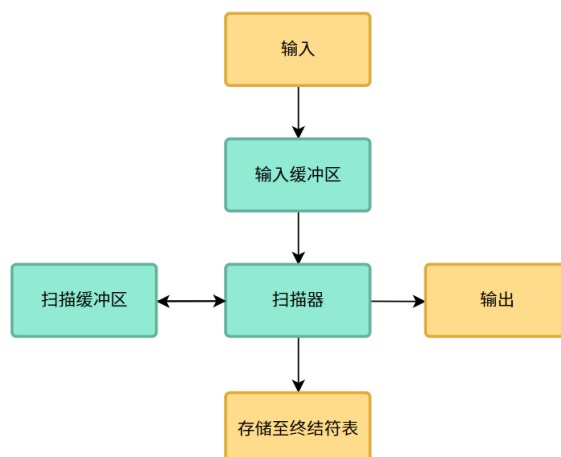 输入
输入缓冲区
扫描缓冲区
扫描器
输出
存储至终结符表